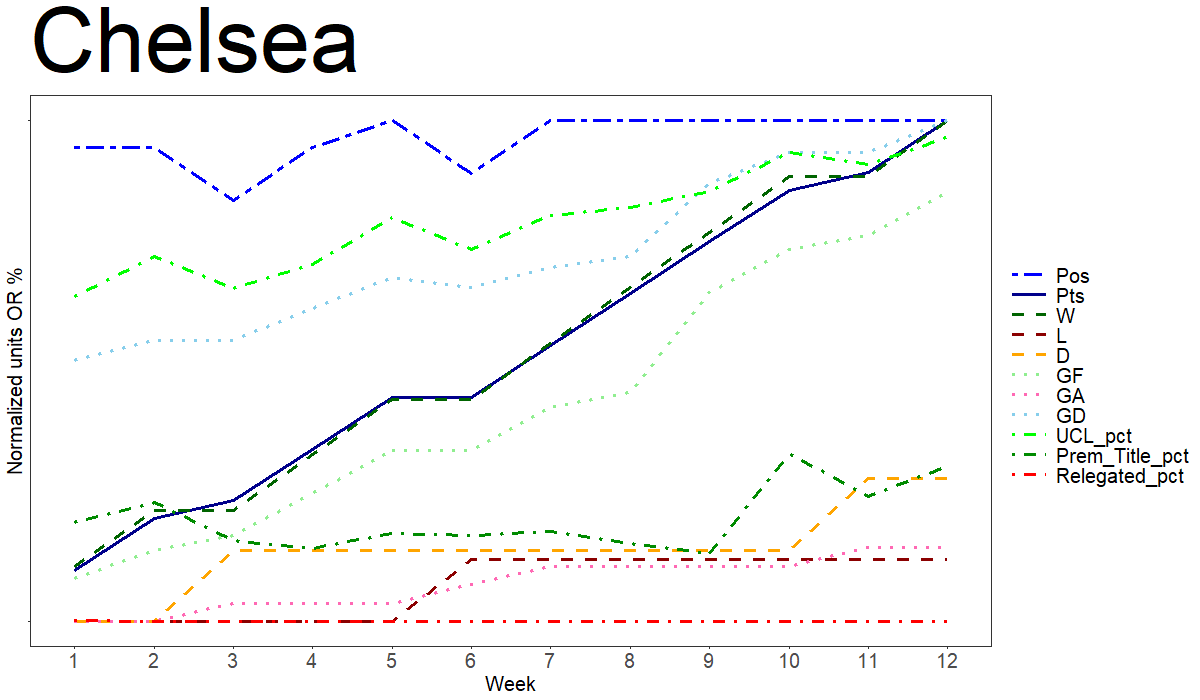 Chelsea
Normalized units OR %
Pos
Pts
W
L
D
GF
GA
GD
UCL_pct
Prem_Title_pct
Relegated_pct
1 2 3 4 5 6 7 8 9 10 11 12
Week